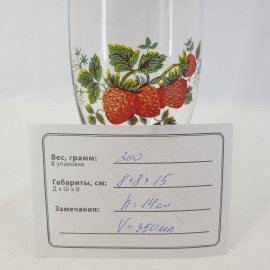 Вес, грамм: 200
В упаковке
Габариты, см: 8×8×15
Д x Ш x В
Замечания: h=14см
V=350мл